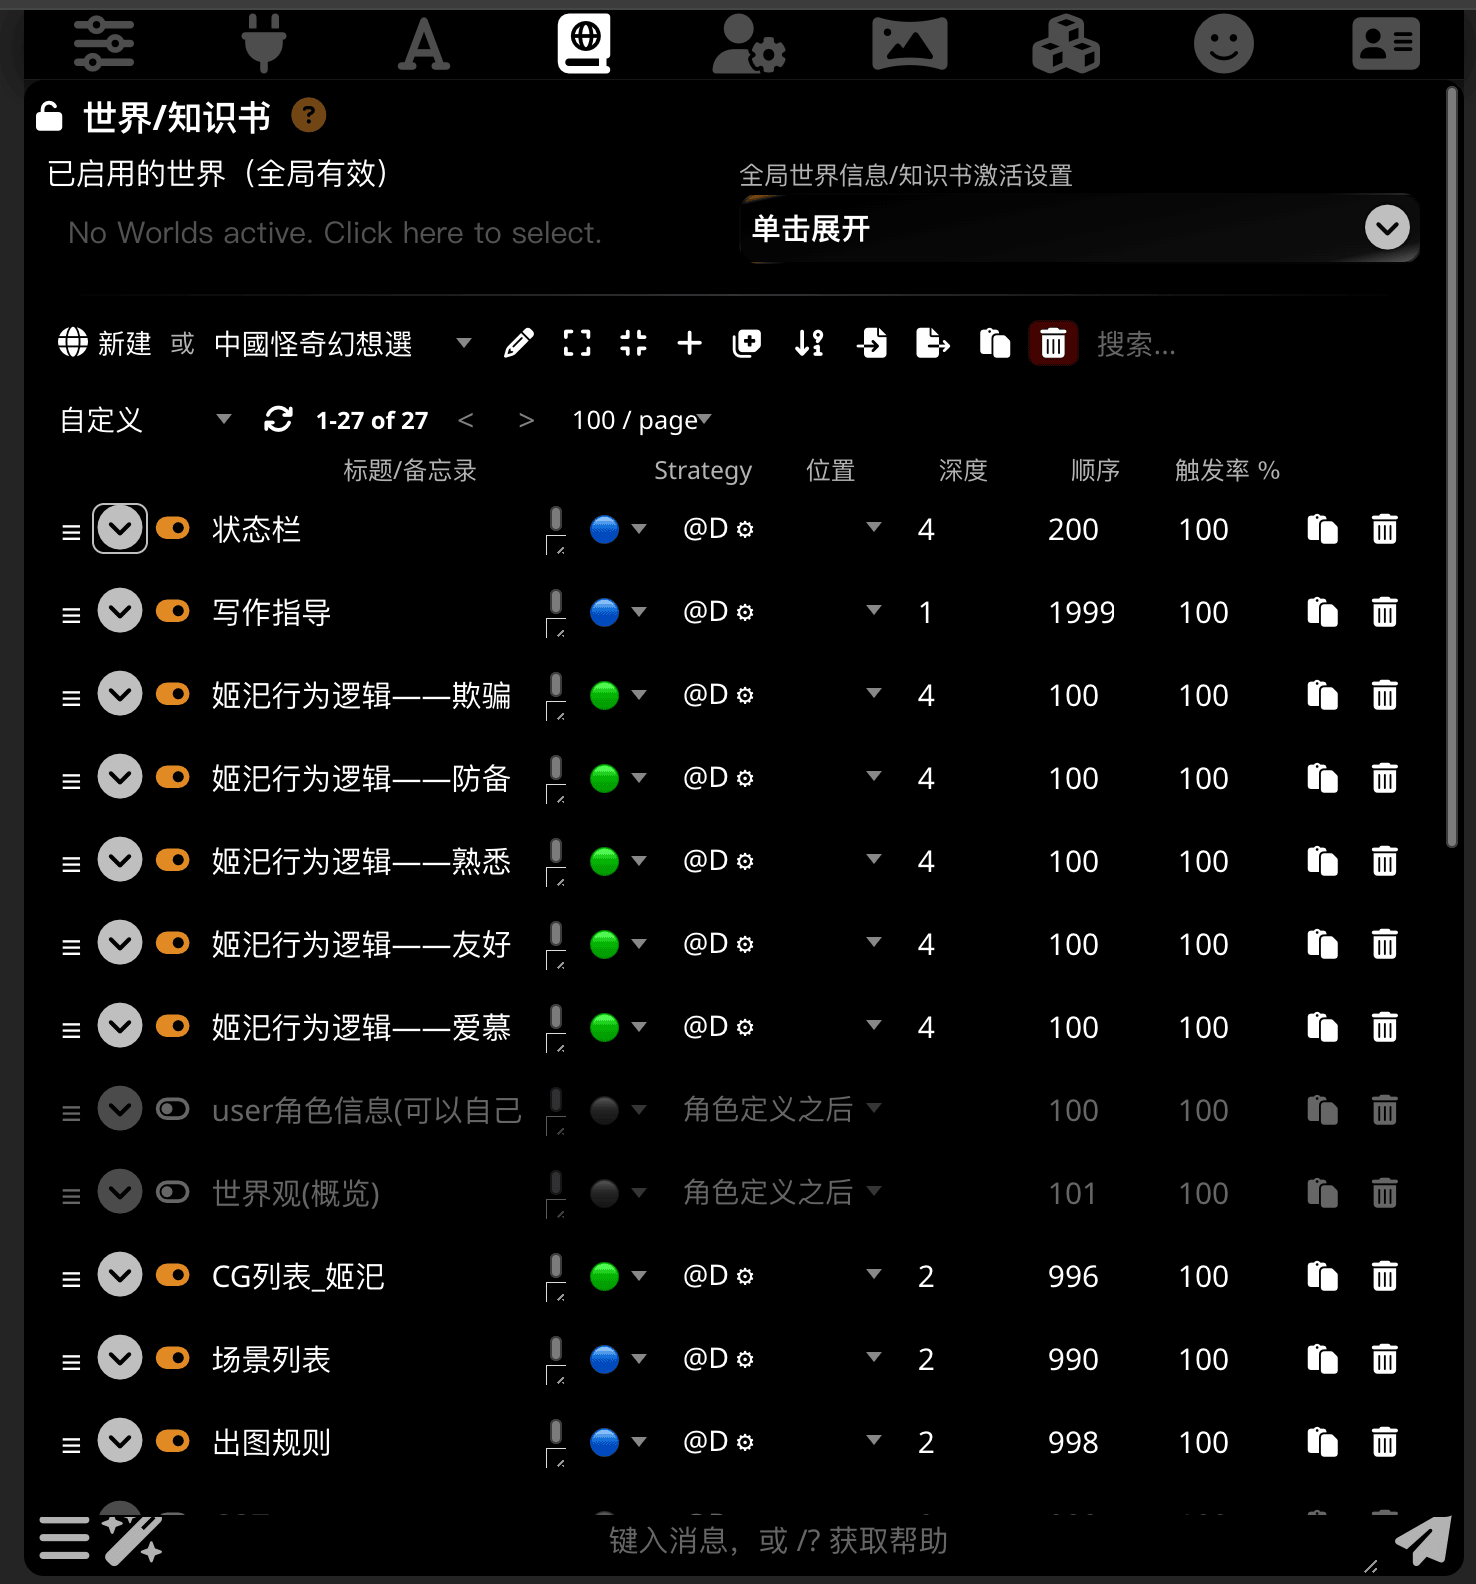 世界/知识书 ?
已启用的世界（全局有效）
全局世界信息/知识书激活设置
No Worlds active. Click here to select.
单击展开
新建 或 中國怪奇幻想選
搜索...
自定义 1-27 of 27 < > 100 / page
标题/备忘录 Strategy 位置 深度 顺序 触发率 %
状态栏 @D 4 200 100
写作指导 @D 1 1999 100
姬汜行为逻辑——欺骗 @D 4 100 100
姬汜行为逻辑——防备 @D 4 100 100
姬汜行为逻辑——熟悉 @D 4 100 100
姬汜行为逻辑——友好 @D 4 100 100
姬汜行为逻辑——爱慕 @D 4 100 100
user角色信息(可以自己 角色定义之后 100 100
世界观(概览) 角色定义之后 101 100
CG列表_姬汜 @D 2 996 100
场景列表 @D 2 990 100
出图规则 @D 2 998 100
键入消息，或 /? 获取帮助